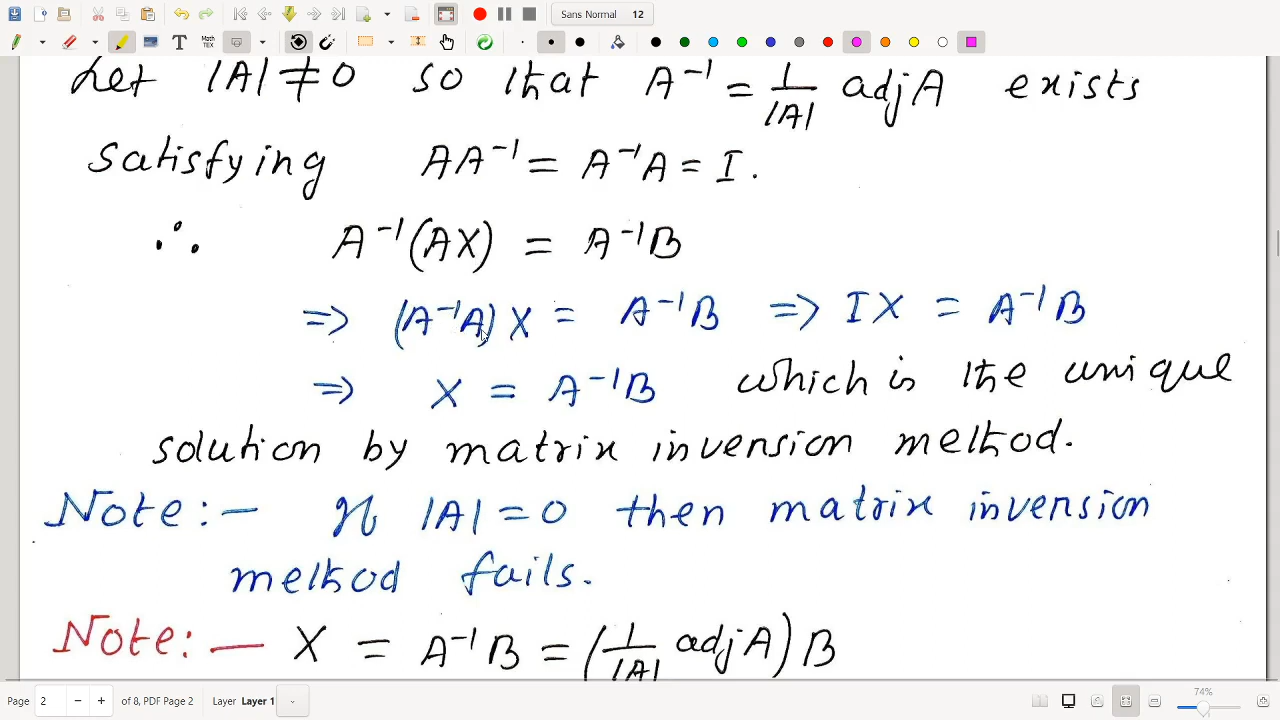 Sans Normal 12
Math TEX
Let |A| ≠ 0 so that A⁻¹ = 1/|A| adj A exists
satisfying AA⁻¹ = A⁻¹A = I.
∴ A⁻¹(AX) = A⁻¹B
=> (A⁻¹A) X = A⁻¹B => IX = A⁻¹B
=> X = A⁻¹B which is the unique
solution by matrix inversion method.
Note:- If |A| = 0 then matrix inversion
method fails.
Note:- X = A⁻¹B = (1/|A| adj A) B
Page 2 of 8, PDF Page 2 Layer Layer 1 74%